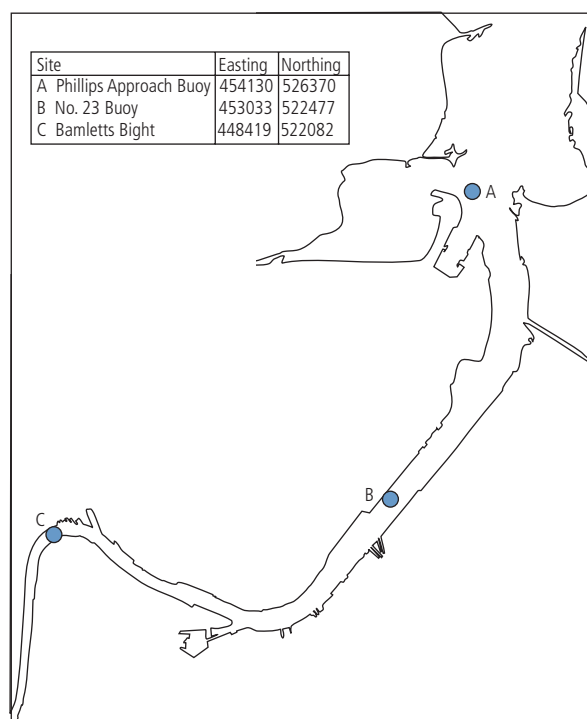 Site Easting Northing
A Phillips Approach Buoy 454130 526370
B No. 23 Buoy 453033 522477
C Bamletts Bight 448419 522082
A
B
C